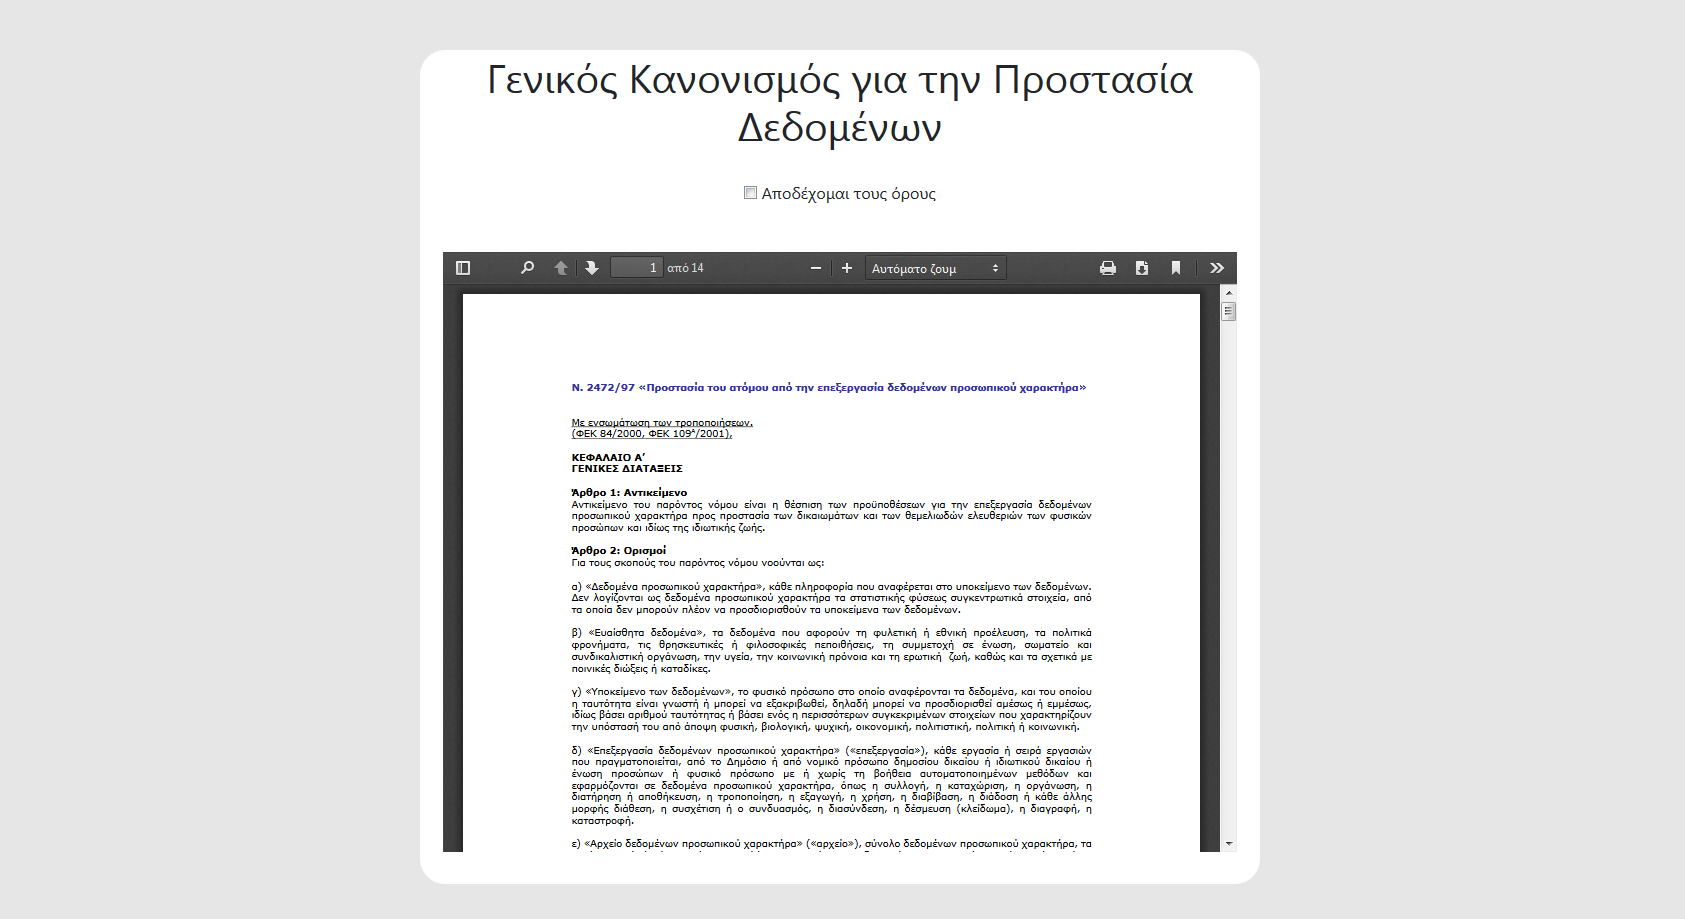 Γενικός Κανονισμός για την Προστασία
Δεδομένων
Αποδέχομαι τους όρους
1 από 14
Αυτόματο ζουμ
Ν. 2472/97 «Προστασία του ατόμου από την επεξεργασία δεδομένων προσωπικού χαρακτήρα»
Με ενσωμάτωση των τροποποιήσεων.
(ΦΕΚ 84/2000, ΦΕΚ 109Α/2001),
ΚΕΦΑΛΑΙΟ Α’
ΓΕΝΙΚΕΣ ΔΙΑΤΑΞΕΙΣ
Άρθρο 1: Αντικείμενο
Αντικείμενο του παρόντος νόμου είναι η θέσπιση των προϋποθέσεων για την επεξεργασία δεδομένων
προσωπικού χαρακτήρα προς προστασία των δικαιωμάτων και των θεμελιωδών ελευθεριών των φυσικών
προσώπων και ιδίως της ιδιωτικής ζωής.
Άρθρο 2: Ορισμοί
Για τους σκοπούς του παρόντος νόμου νοούνται ως:
α) «Δεδομένα προσωπικού χαρακτήρα», κάθε πληροφορία που αναφέρεται στο υποκείμενο των δεδομένων.
Δεν λογίζονται ως δεδομένα προσωπικού χαρακτήρα τα στατιστικής φύσεως συγκεντρωτικά στοιχεία, από
τα οποία δεν μπορούν πλέον να προσδιορισθούν τα υποκείμενα των δεδομένων.
β) «Ευαίσθητα δεδομένα», τα δεδομένα που αφορούν τη φυλετική ή εθνική προέλευση, τα πολιτικά
φρονήματα, τις θρησκευτικές ή φιλοσοφικές πεποιθήσεις, τη συμμετοχή σε ένωση, σωματείο και
συνδικαλιστική οργάνωση, την υγεία, την κοινωνική πρόνοια και τη ερωτική ζωή, καθώς και τα σχετικά με
ποινικές διώξεις ή καταδίκες.
γ) «Υποκείμενο των δεδομένων», το φυσικό πρόσωπο στο οποίο αναφέρονται τα δεδομένα, και του οποίου
η ταυτότητα είναι γνωστή ή μπορεί να εξακριβωθεί, δηλαδή μπορεί να προσδιορισθεί αμέσως ή εμμέσως,
ιδίως βάσει αριθμού ταυτότητας ή βάσει ενός η περισσότερων συγκεκριμένων στοιχείων που χαρακτηρίζουν
την υπόστασή του από άποψη φυσική, βιολογική, ψυχική, οικονομική, πολιτιστική, πολιτική ή κοινωνική.
δ) «Επεξεργασία δεδομένων προσωπικού χαρακτήρα» («επεξεργασία»), κάθε εργασία ή σειρά εργασιών
που πραγματοποιείται, από το Δημόσιο ή από νομικό πρόσωπο δημοσίου δικαίου ή ιδιωτικού δικαίου ή
ένωση προσώπων ή φυσικό πρόσωπο με ή χωρίς τη βοήθεια αυτοματοποιημένων μεθόδων και
εφαρμόζονται σε δεδομένα προσωπικού χαρακτήρα, όπως η συλλογή, η καταχώριση, η οργάνωση, η
διατήρηση ή αποθήκευση, η τροποποίηση, η εξαγωγή, η χρήση, η διαβίβαση, η διάδοση ή κάθε άλλης
μορφής διάθεση, η συσχέτιση ή ο συνδυασμός, η διασύνδεση, η δέσμευση (κλείδωμα), η διαγραφή, η
καταστροφή.
ε) «Αρχείο δεδομένων προσωπικού χαρακτήρα» («αρχείο»), σύνολο δεδομένων προσωπικού χαρακτήρα, τα